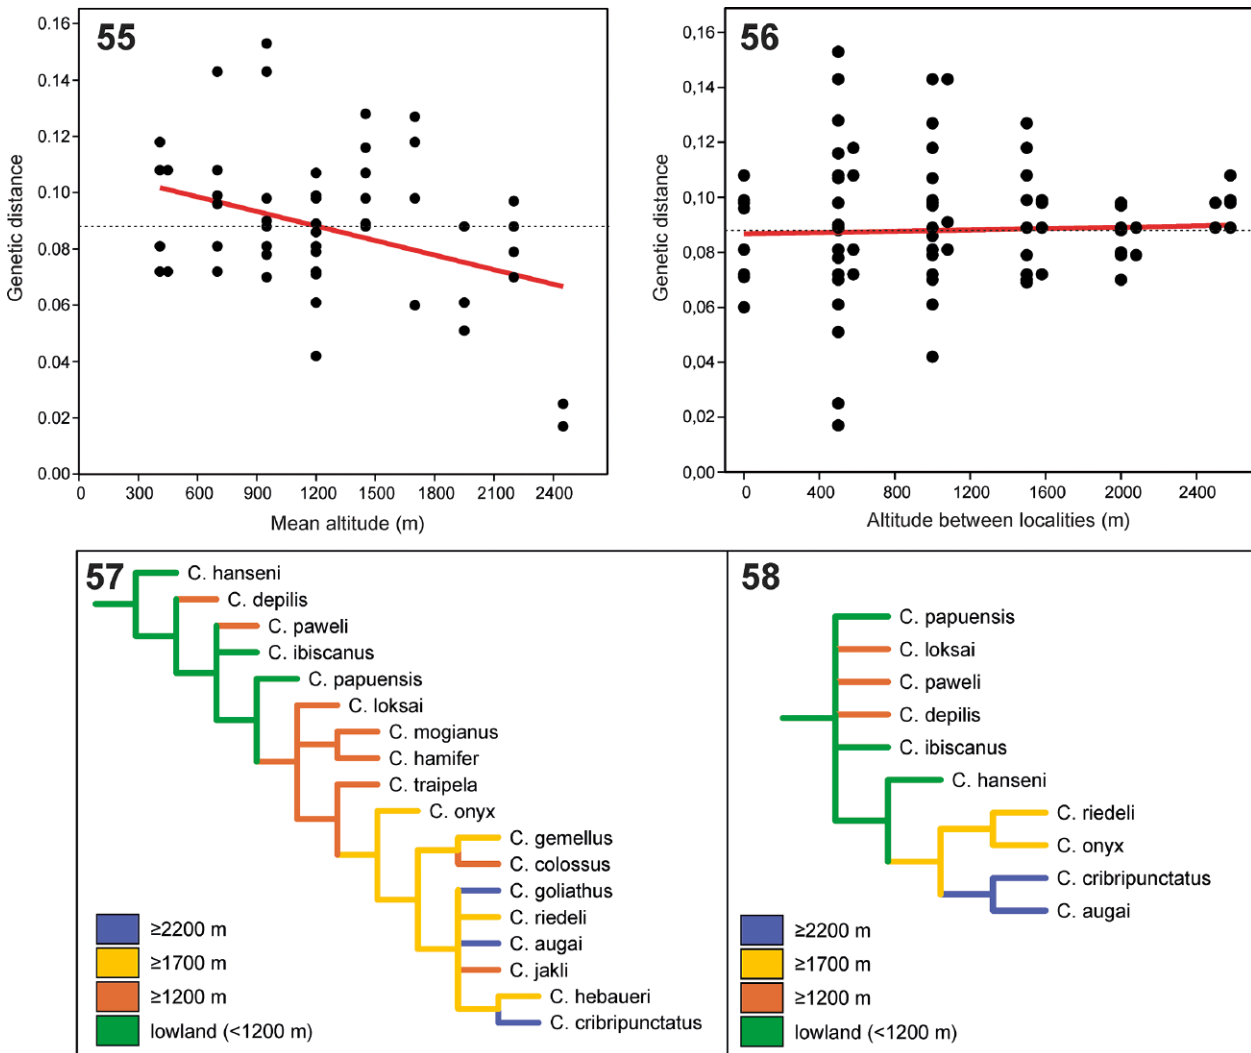 55
0.16
0.14
0.12
0.10
0.08
0.06
0.04
0.02
0.00
Genetic distance
0 300 600 900 1200 1500 1800 2100 2400
Mean altitude (m)
56
0,16
0,14
0,12
0,10
0,08
0,06
0,04
0,02
0,00
Genetic distance
0 400 800 1200 1600 2000 2400
Altitude between localities (m)
57
C. hanseni
C. depilis
C. paweli
C. ibiscanus
C. papuensis
C. loksai
C. mogianus
C. hamifer
C. traipela
C. onyx
C. gemellus
C. colossus
C. goliathus
C. riedeli
C. augai
C. jakli
C. hebaueri
C. cribripunctatus
≥2200 m
≥1700 m
≥1200 m
lowland (<1200 m)
58
C. papuensis
C. loksai
C. paweli
C. depilis
C. ibiscanus
C. hanseni
C. riedeli
C. onyx
C. cribripunctatus
C. augai
≥2200 m
≥1700 m
≥1200 m
lowland (<1200 m)